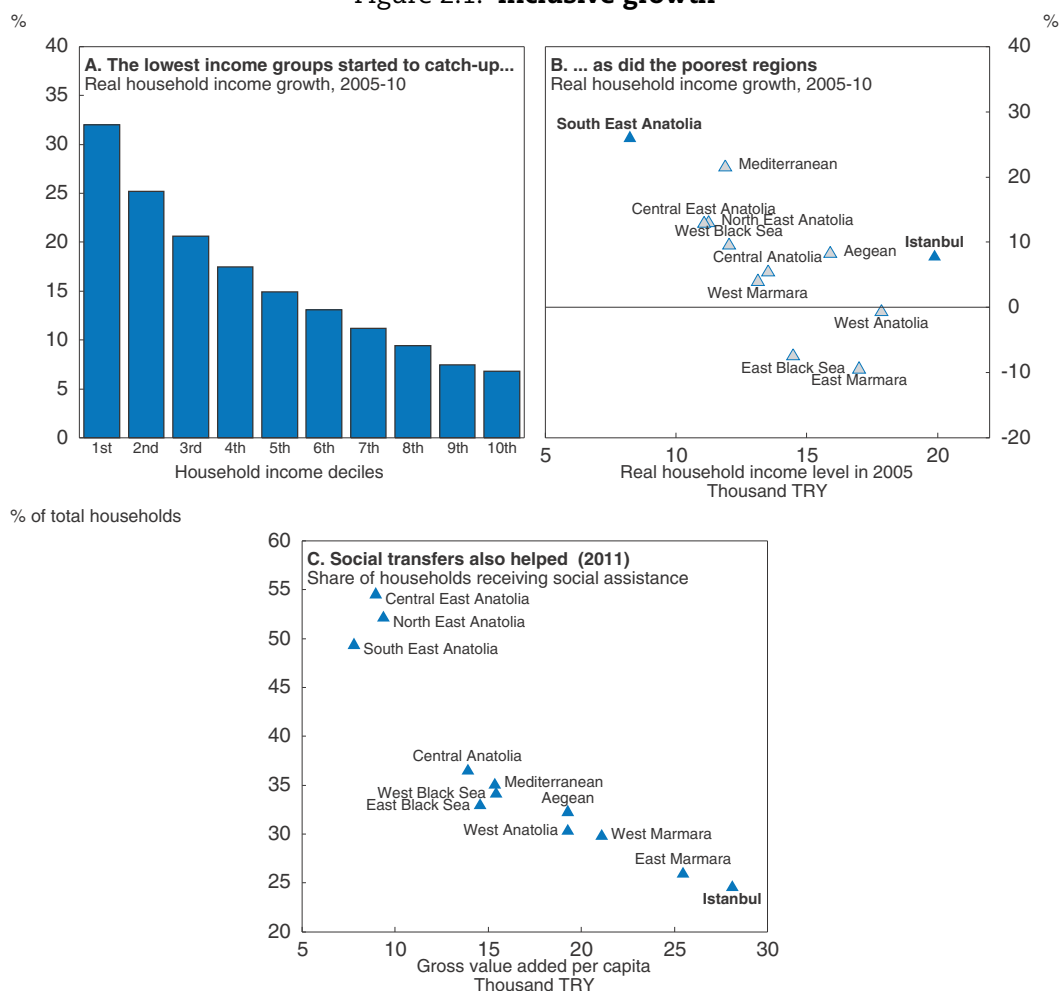 Figure 2.1. Inclusive growth
%
%
A. The lowest income groups started to catch-up...
Real household income growth, 2005-10
40
35
30
25
20
15
10
5
0
1st 2nd 3rd 4th 5th 6th 7th 8th 9th 10th
Household income deciles
B. ... as did the poorest regions
Real household income growth, 2005-10
South East Anatolia
Mediterranean
Central East Anatolia
North East Anatolia
West Black Sea
Istanbul
Aegean
Central Anatolia
West Marmara
West Anatolia
East Black Sea
East Marmara
40
30
20
10
0
-10
-20
5 10 15 20
Real household income level in 2005
Thousand TRY
% of total households
C. Social transfers also helped (2011)
Share of households receiving social assistance
60
55
50
45
40
35
30
25
20
Central East Anatolia
North East Anatolia
South East Anatolia
Central Anatolia
Mediterranean
West Black Sea
Aegean
East Black Sea
West Anatolia
West Marmara
East Marmara
Istanbul
5 10 15 20 25 30
Gross value added per capita
Thousand TRY